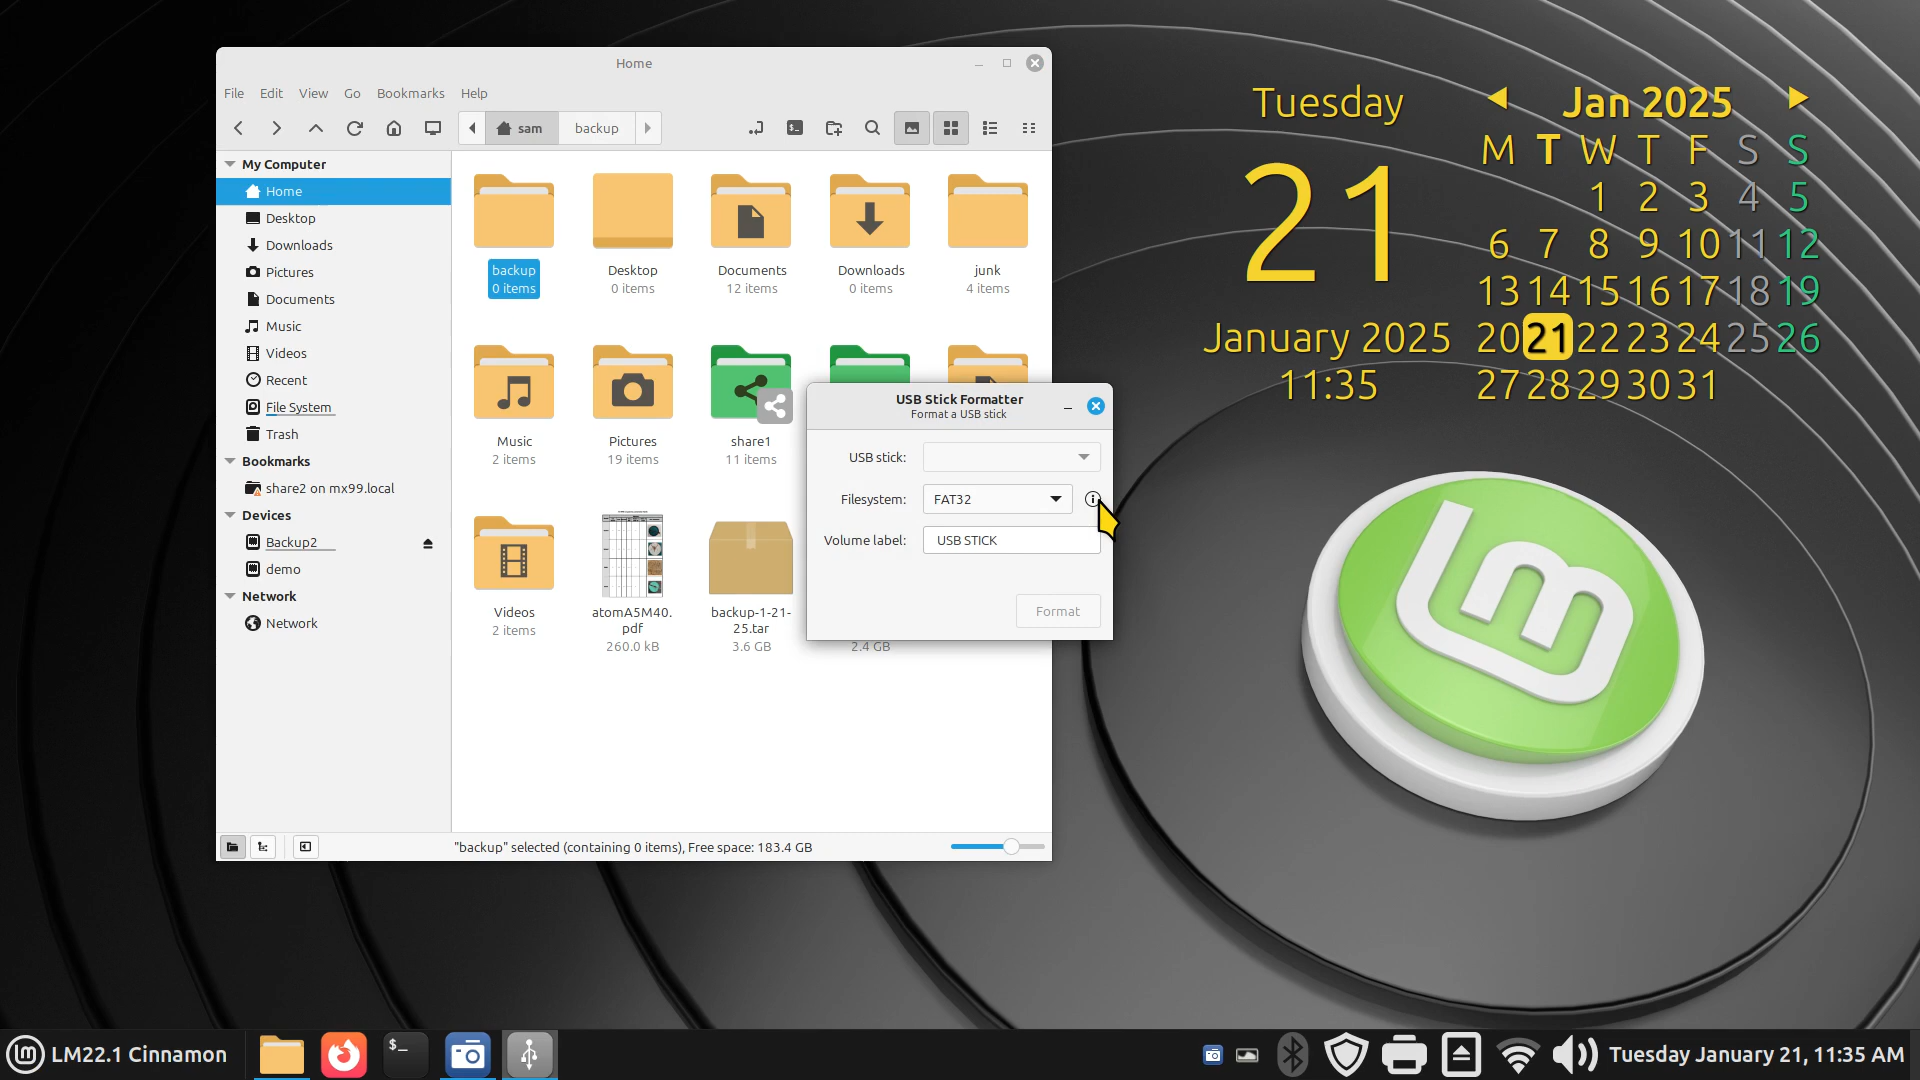 Home
File Edit View Go Bookmarks Help
sam backup
My Computer
Home
Desktop
Downloads
Pictures
Documents
Music
Videos
Recent
File System
Trash
Bookmarks
share2 on mx99.local
Devices
Backup2
demo
Network
Network
backup
0 items
Desktop
0 items
Documents
12 items
Downloads
0 items
junk
4 items
Music
2 items
Pictures
19 items
share1
11 items
Videos
2 items
atomA5M40.
pdf
260.0 kB
backup-1-21-
25.tar
3.6 GB
2.4 GB
"backup" selected (containing 0 items), Free space: 183.4 GB
USB Stick Formatter
Format a USB stick
USB stick:
Filesystem: FAT32
Volume label: USB STICK
Format
Tuesday
21
January 2025
11:35
Jan 2025
M T W T F S S
1 2 3 4 5
6 7 8 9 10 11 12
13 14 15 16 17 18 19
20 21 22 23 24 25 26
27 28 29 30 31
lm
LM22.1 Cinnamon
$_
Tuesday January 21, 11:35 AM